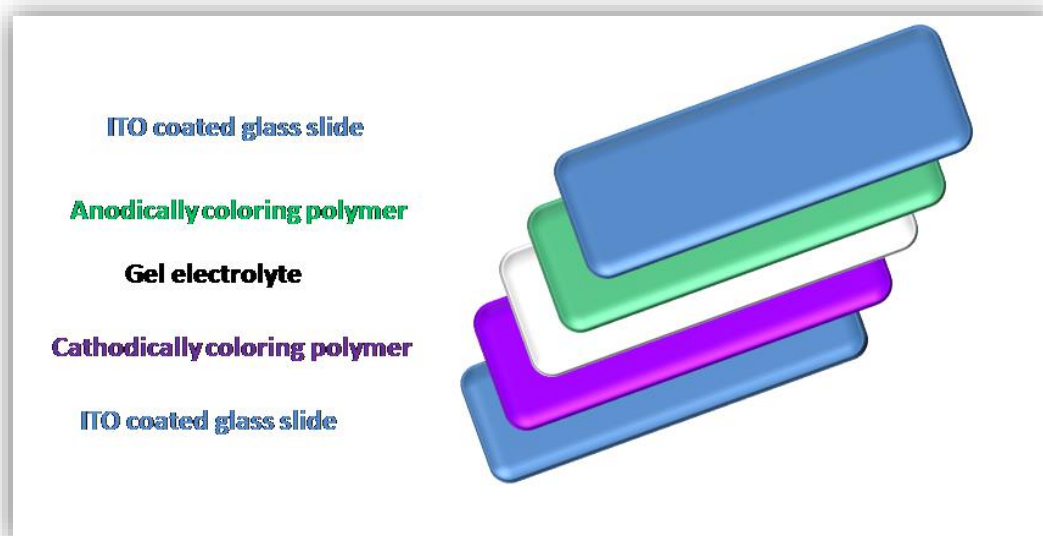 ITO coated glass slide
Anodically coloring polymer
Gel electrolyte
Cathodically coloring polymer
ITO coated glass slide